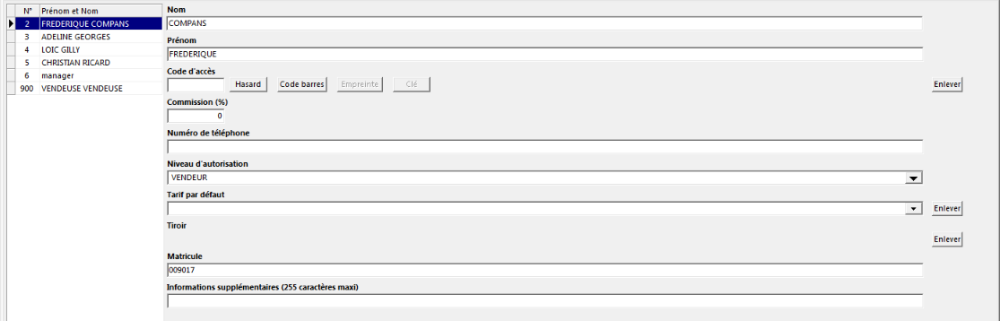 N° Prénom et Nom
2 FREDERIQUE COMPANS
3 ADELINE GEORGES
4 LOIC GILLY
5 CHRISTIAN RICARD
6 manager
900 VENDEUSE VENDEUSE
Nom
COMPANS
Prénom
FREDERIQUE
Code d'accès
Hasard Code barres Empreinte Clé Enlever
Commission (%)
0
Numéro de téléphone
Niveau d'autorisation
VENDEUR
Tarif par défaut
Enlever
Tiroir
Enlever
Matricule
009017
Informations supplémentaires (255 caractères maxi)